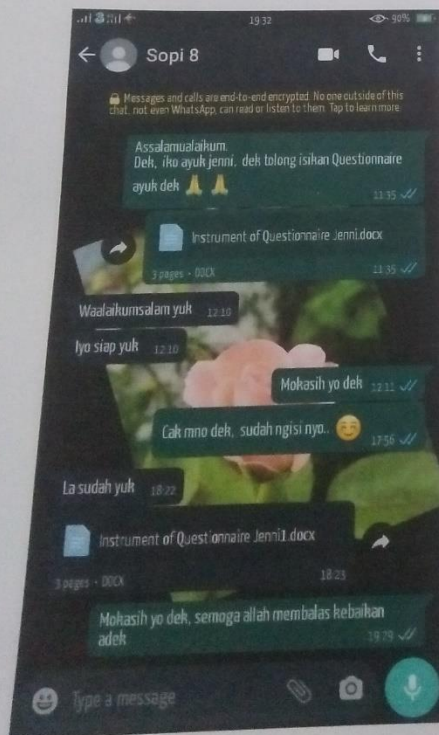 19:32
90%
Sopi 8
Messages and calls are end-to-end encrypted. No one outside of this
chat, not even WhatsApp, can read or listen to them. Tap to learn more.
Assalamualaikum.
Dek, iko ayuk jenni, dek tolong isikan Questionnaire
ayuk dek 🙏 🙏
11:35
Instrument of Questionnaire Jenni.docx
3 pages • DOCX
11:35
Waalaikumsalam yuk 12:10
Iyo siap yuk 12:10
Mokasih yo dek 12:11
Cak mno dek, sudah ngisi nyo.. ☺️
17:56
La sudah yuk 18:22
Instrument of Questionnaire Jenni1.docx
3 pages • DOCX
18:23
Mokasih yo dek, semoga allah membalas kebaikan
adek
19:29
Type a message